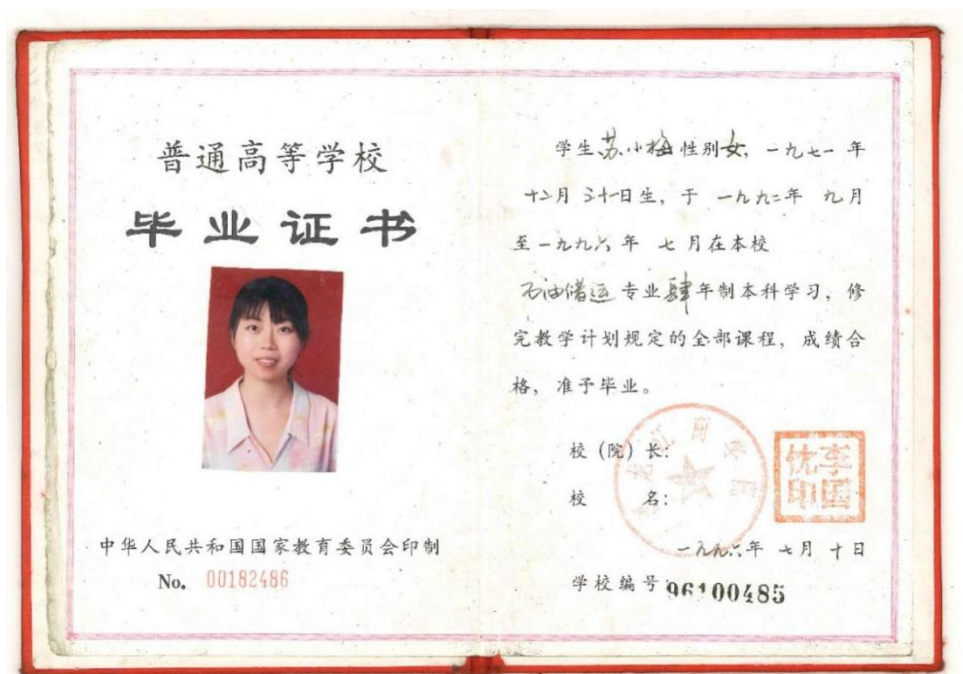 普通高等学校
毕业证书
中华人民共和国国家教育委员会印制
No. 00182486
学生苏小梅性别女，一九七一年
十二月三十一日生，于 一九九二年 九月
至一九九六年 七月在本校
石油储运专业肆年制本科学习，修
完教学计划规定的全部课程，成绩合
格，准予毕业。
校（院）长：
李国忱印
校 名：
龙江商学院
一九九六年 七月 十日
学校编号 96100485